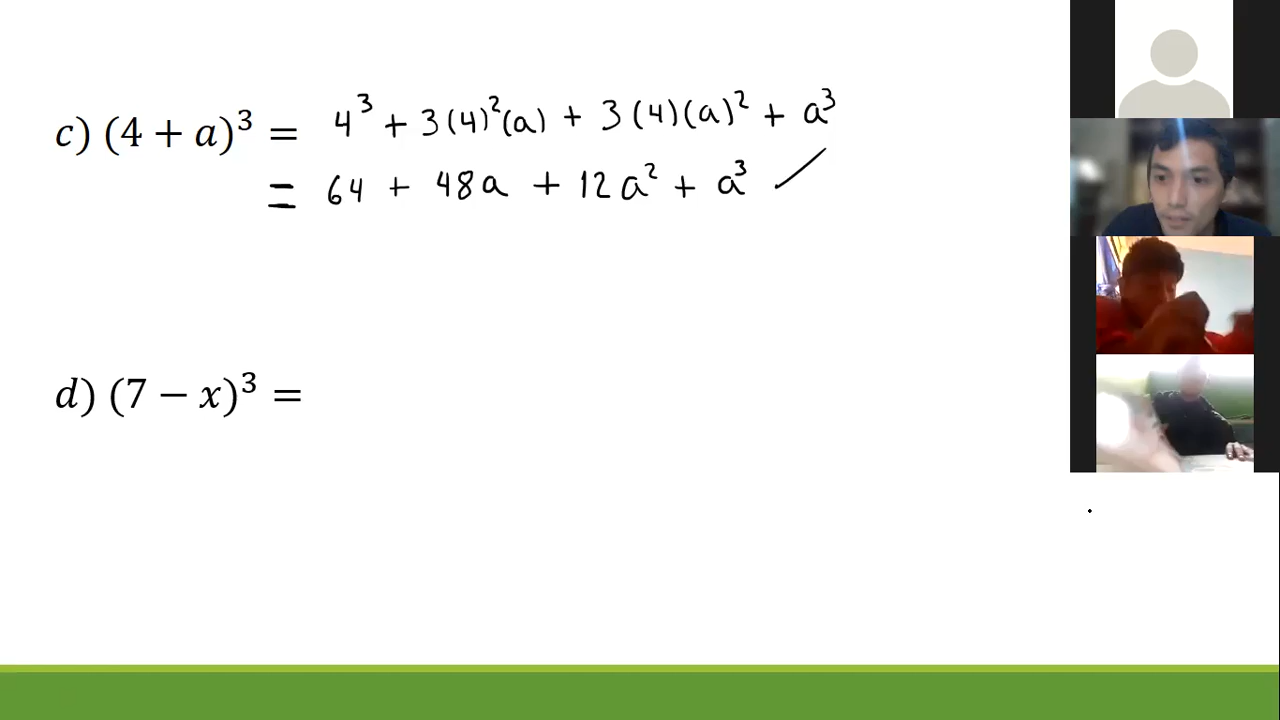 c) (4 + a)³ = 4³ + 3(4)²(a) + 3(4)(a)² + a³
= 64 + 48a + 12a² + a³ ✓
d) (7 − x)³ =